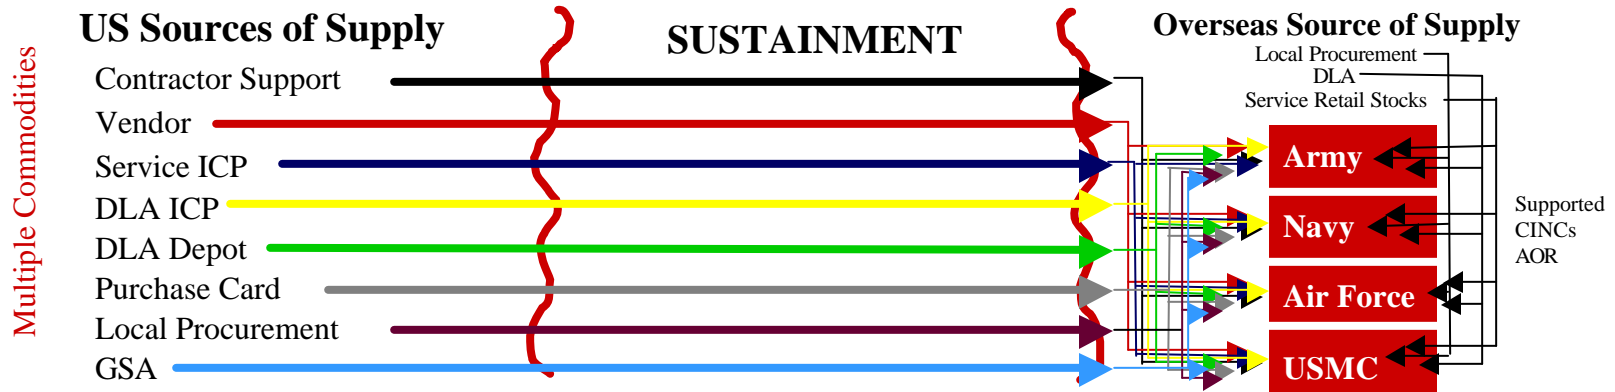 US Sources of Supply
SUSTAINMENT
Overseas Source of Supply
Multiple Commodities
Contractor Support
Vendor
Service ICP
DLA ICP
DLA Depot
Purchase Card
Local Procurement
GSA
Local Procurement
DLA
Service Retail Stocks
Army
Navy
Air Force
USMC
Supported
CINCs
AOR